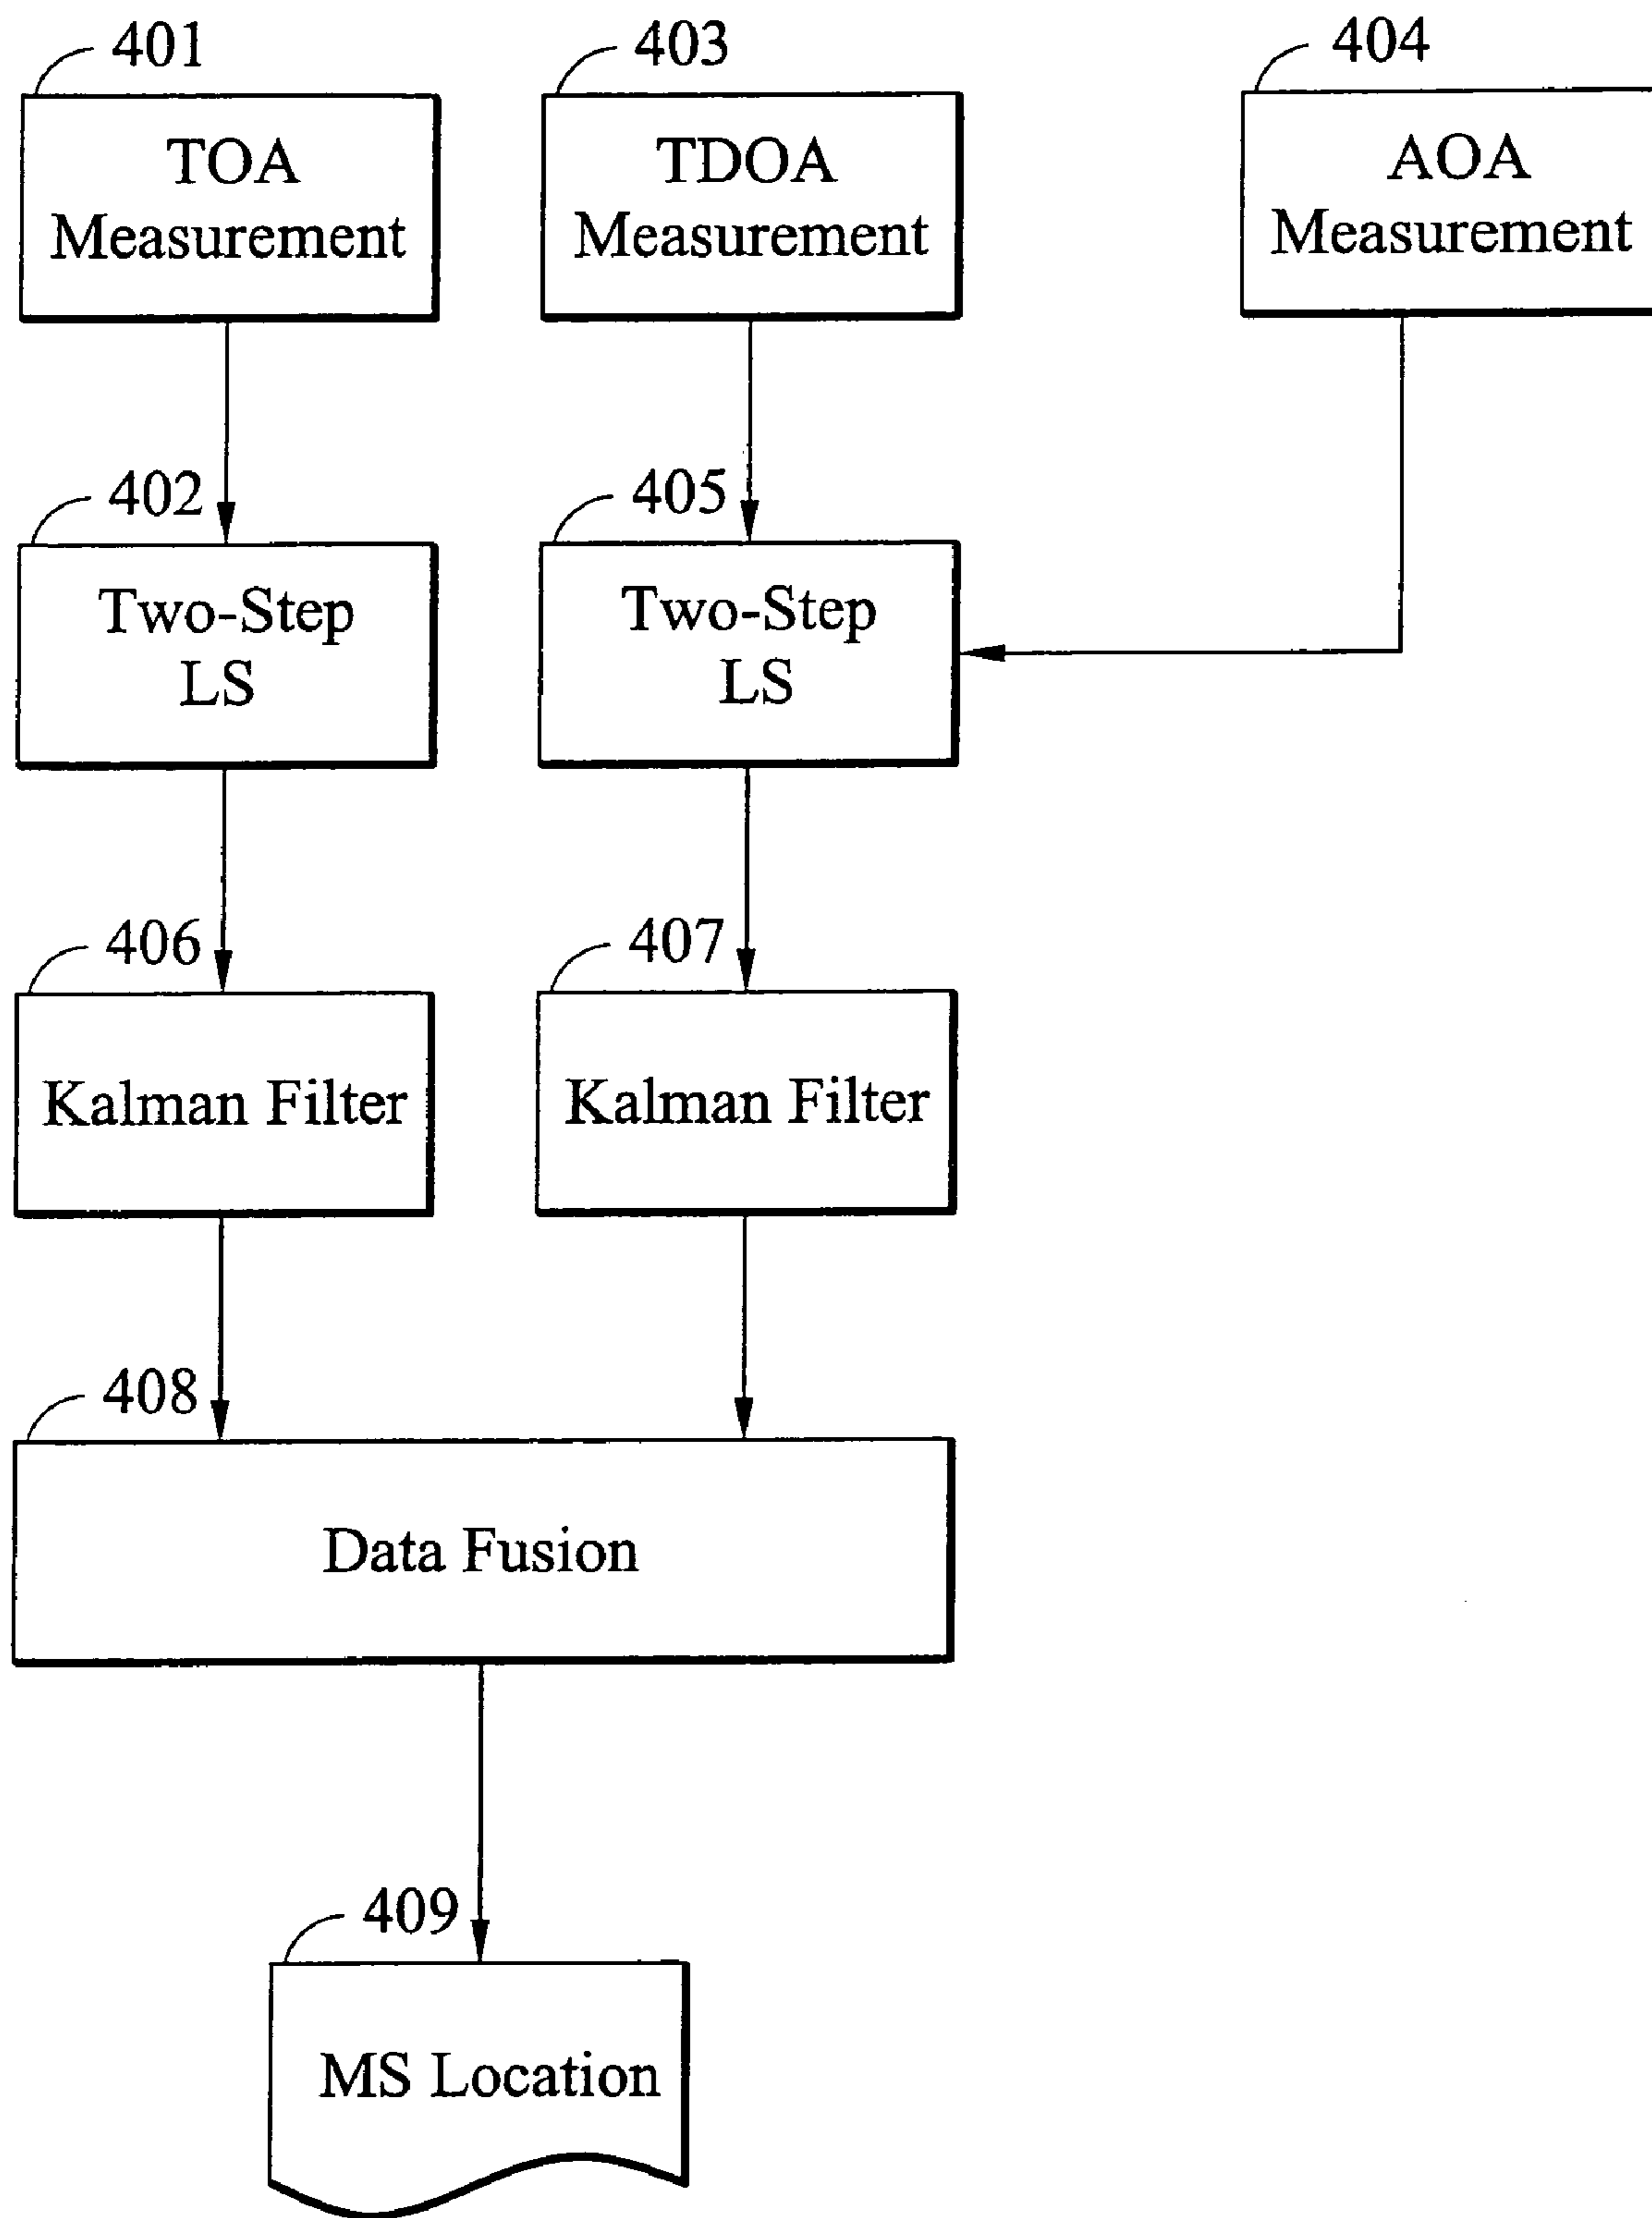 401
TOA
Measurement
403
TDOA
Measurement
404
AOA
Measurement
402
Two-Step
LS
405
Two-Step
LS
406
Kalman Filter
407
Kalman Filter
408
Data Fusion
409
MS Location